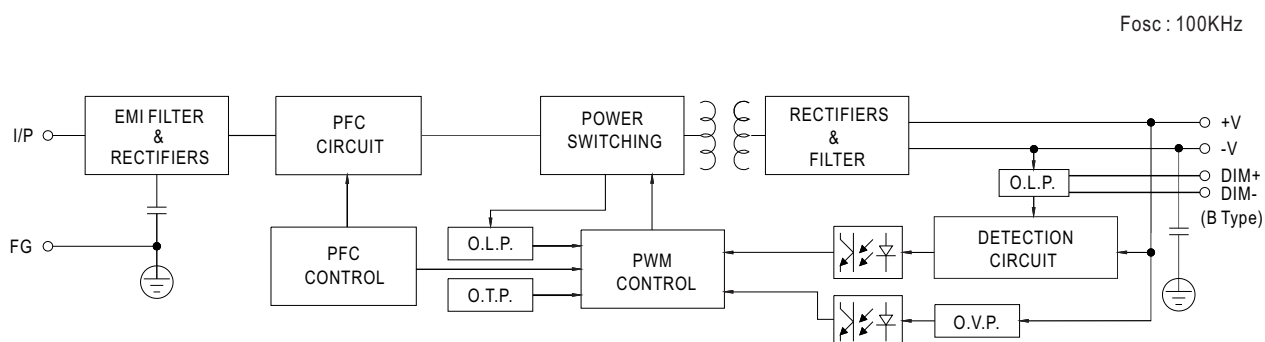 Fosc : 100KHz
I/P
EMI FILTER
&
RECTIFIERS
PFC
CIRCUIT
POWER
SWITCHING
RECTIFIERS
&
FILTER
+V
-V
O.L.P.
DIM+
DIM-
(B Type)
FG
PFC
CONTROL
O.L.P.
O.T.P.
PWM
CONTROL
DETECTION
CIRCUIT
O.V.P.